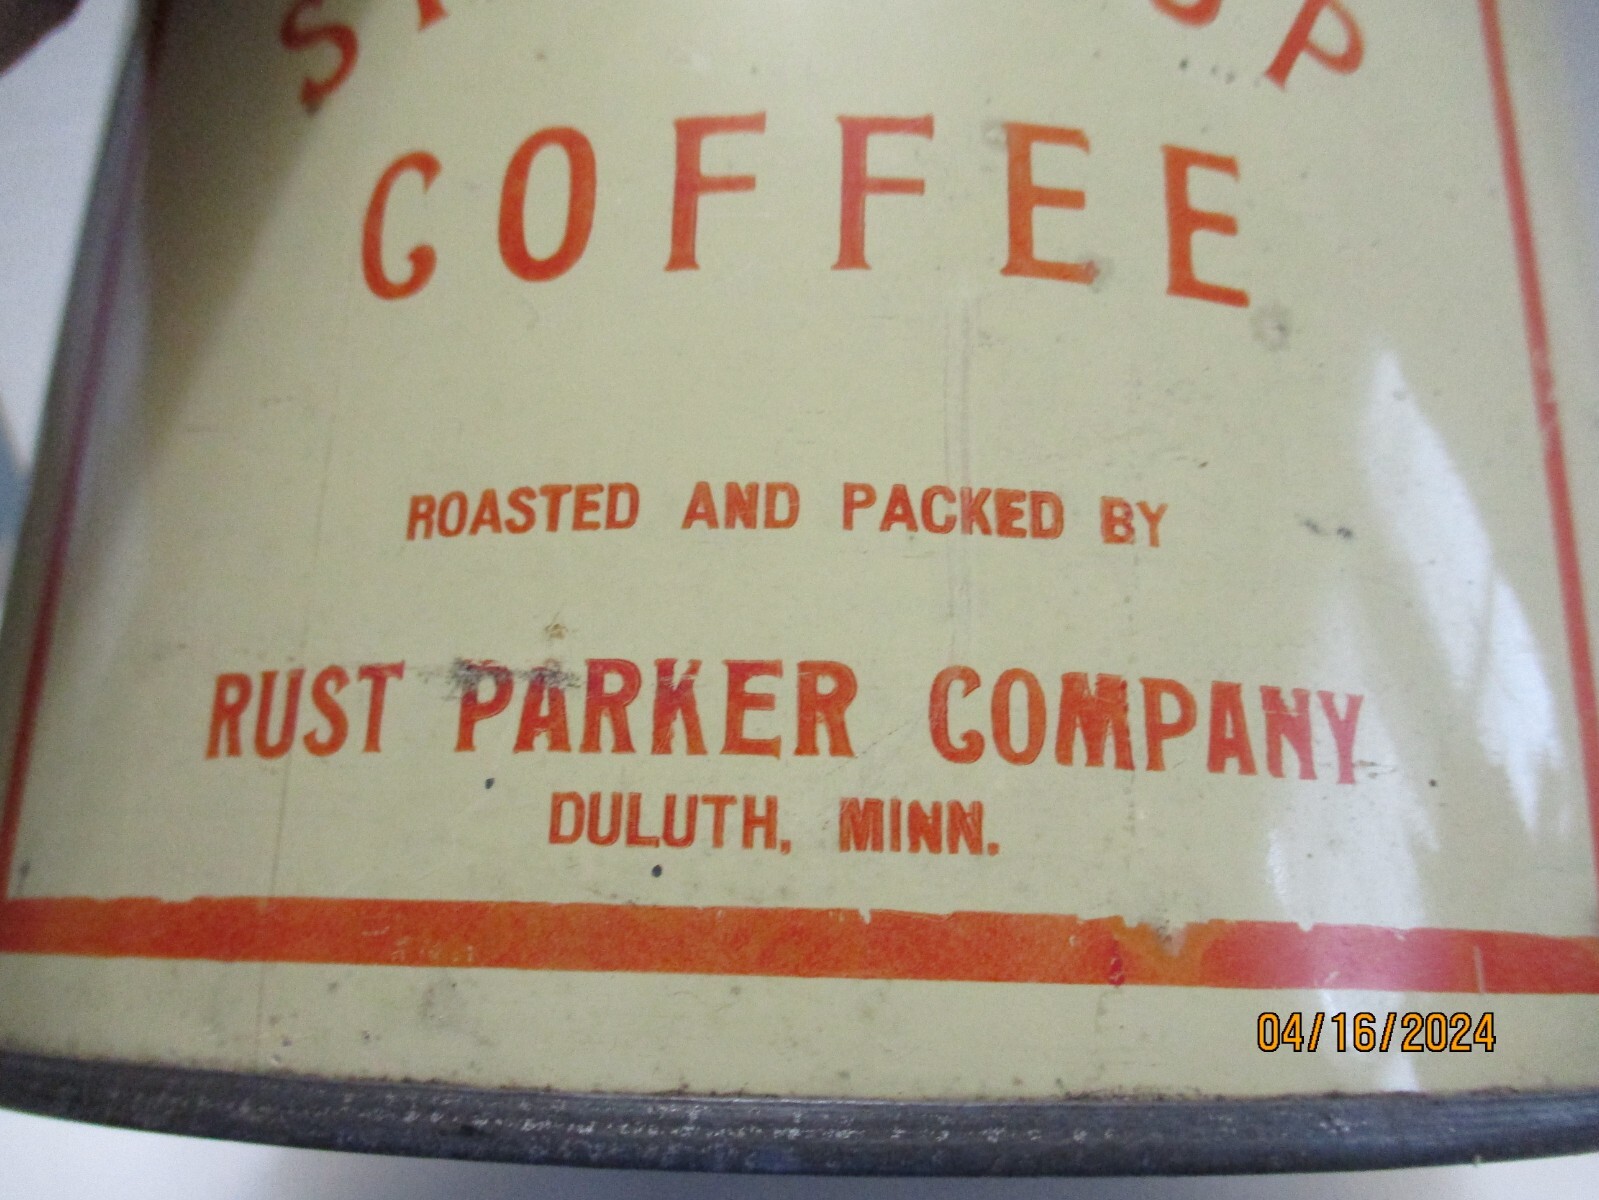 COFFEE
ROASTED AND PACKED BY
RUST PARKER COMPANY
DULUTH, MINN.
04/16/2024